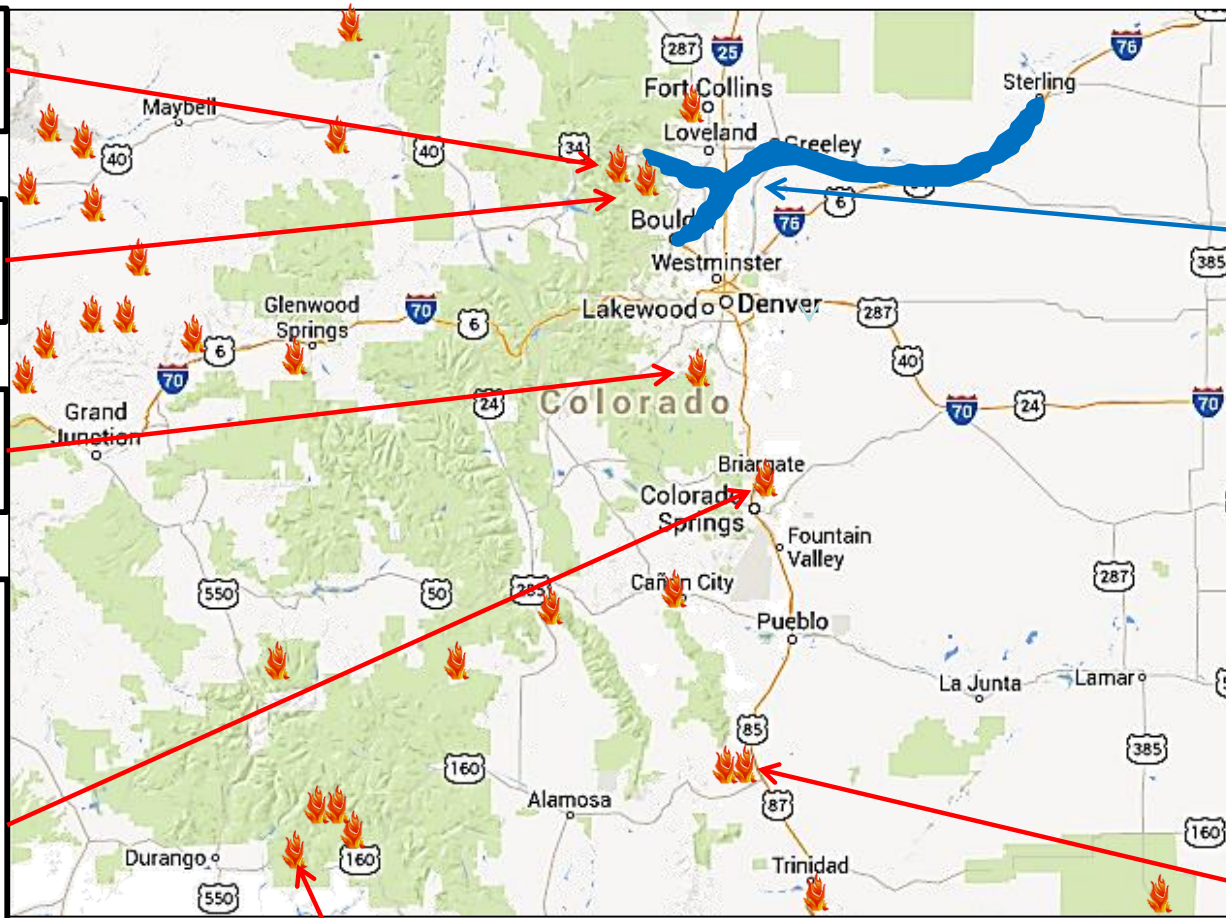 76
287
25
Sterling
Fort Collins
Maybell
Loveland
34
40
40
Greeley
6
Bould
76
Westminster
385
Glenwood
Springs
70
Lakewood
Denver
287
6
6
40
70
24
Colorado
70
24
70
Grand
Junction
Briargate
Colorado
Springs
Fountain
Valley
287
550
50
285
Cañon City
Pueblo
La Junta
Lamar
85
385
160
Alamosa
87
160
Durango
160
Trinidad
550